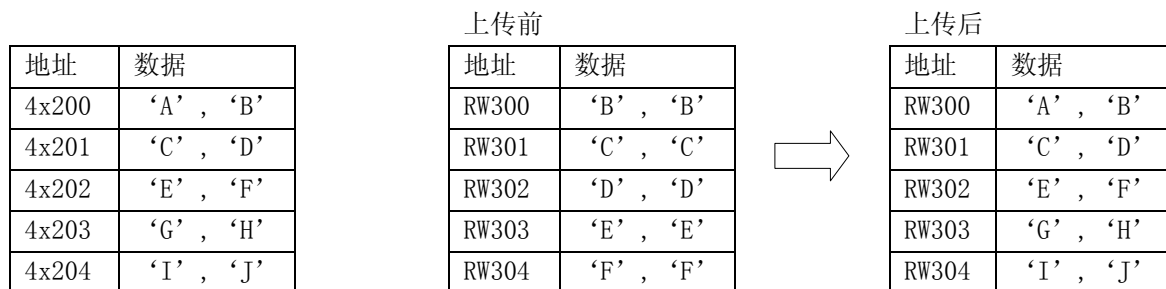 上传前 上传后
地址 数据 地址 数据 地址 数据
4x200 ‘A’, ‘B’ RW300 ‘B’, ‘B’ RW300 ‘A’, ‘B’
4x201 ‘C’, ‘D’ RW301 ‘C’, ‘C’ RW301 ‘C’, ‘D’
4x202 ‘E’, ‘F’ RW302 ‘D’, ‘D’ RW302 ‘E’, ‘F’
4x203 ‘G’, ‘H’ RW303 ‘E’, ‘E’ RW303 ‘G’, ‘H’
4x204 ‘I’, ‘J’ RW304 ‘F’, ‘F’ RW304 ‘I’, ‘J’